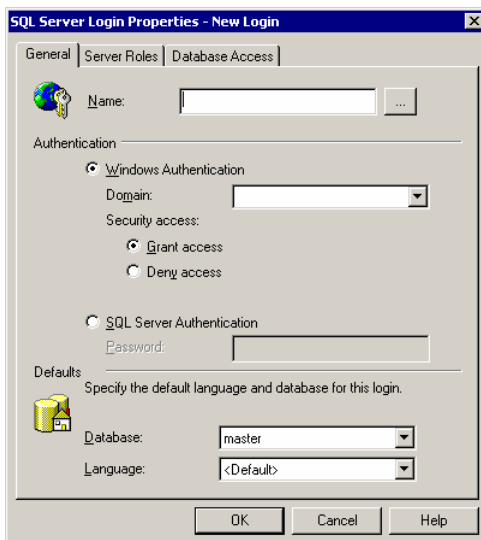 SQL Server Login Properties - New Login
General Server Roles Database Access
Name: ...
Authentication
Windows Authentication
Domain:
Security access:
Grant access
Deny access
SQL Server Authentication
Password:
Defaults
Specify the default language and database for this login.
Database: master
Language: <Default>
OK Cancel Help